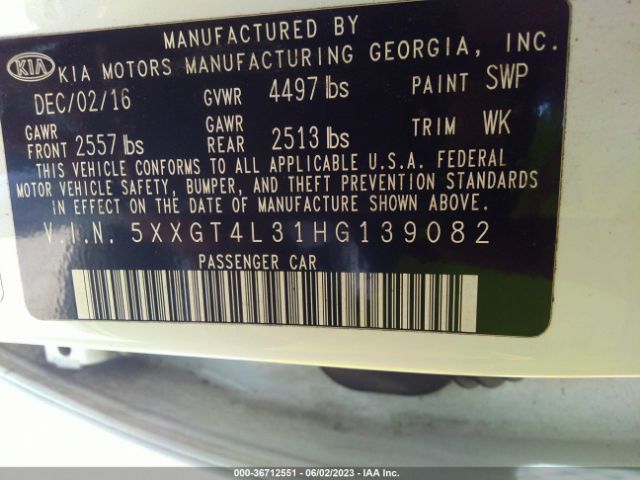 MANUFACTURED BY
KIA KIA MOTORS MANUFACTURING GEORGIA, INC.
DEC/02/16 GVWR 4497 lbs PAINT SWP
GAWR FRONT 2557 lbs GAWR REAR 2513 lbs TRIM WK
THIS VEHICLE CONFORMS TO ALL APPLICABLE U.S.A. FEDERAL
MOTOR VEHICLE SAFETY, BUMPER, AND THEFT PREVENTION STANDARDS
IN EFFECT ON THE DATE OF MANUFACTURE SHOWN ABOVE.
V.I.N. 5XXGT4L31HG139082
PASSENGER CAR
000-36712551 - 06/02/2023 - IAA Inc.